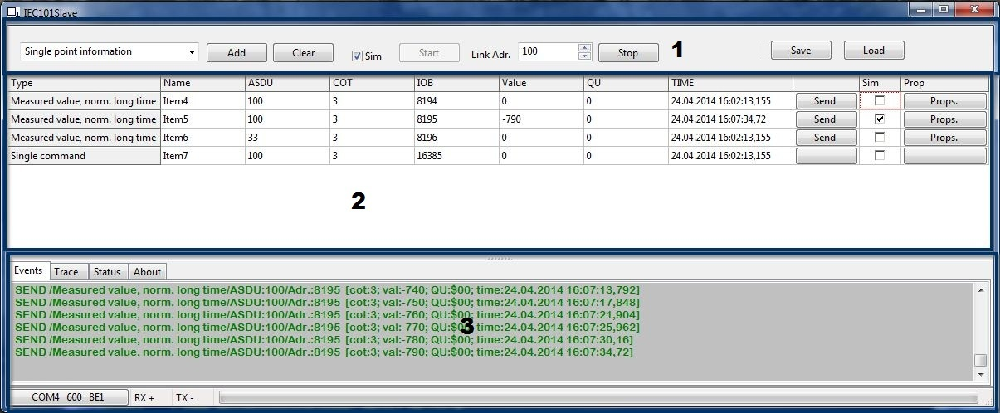 IEC101Slave
Single point information Add Clear Sim Start Link Adr. 100 Stop 1 Save Load
Type Name ASDU COT IOB Value QU TIME Sim Prop
Measured value, norm. long time Item4 100 3 8194 0 0 24.04.2014 16:02:13,155 Send Props.
Measured value, norm. long time Item5 100 3 8195 -790 0 24.04.2014 16:07:34,72 Send Props.
Measured value, norm. long time Item6 33 3 8196 0 0 24.04.2014 16:02:13,155 Send Props.
Single command Item7 100 3 16385 0 0 24.04.2014 16:02:13,155
2
Events Trace Status About
SEND /Measured value, norm. long time/ASDU:100/Adr.:8195 [cot:3; val:-740; QU:$00; time:24.04.2014 16:07:13,792]
SEND /Measured value, norm. long time/ASDU:100/Adr.:8195 [cot:3; val:-750; QU:$00; time:24.04.2014 16:07:17,848]
SEND /Measured value, norm. long time/ASDU:100/Adr.:8195 [cot:3; val:-760; QU:$00; time:24.04.2014 16:07:21,904]
SEND /Measured value, norm. long time/ASDU:100/Adr.:8195 [cot:3; val:-770; QU:$00; time:24.04.2014 16:07:25,962]
3
SEND /Measured value, norm. long time/ASDU:100/Adr.:8195 [cot:3; val:-780; QU:$00; time:24.04.2014 16:07:30,16]
SEND /Measured value, norm. long time/ASDU:100/Adr.:8195 [cot:3; val:-790; QU:$00; time:24.04.2014 16:07:34,72]
COM4 600 8E1 RX + TX -